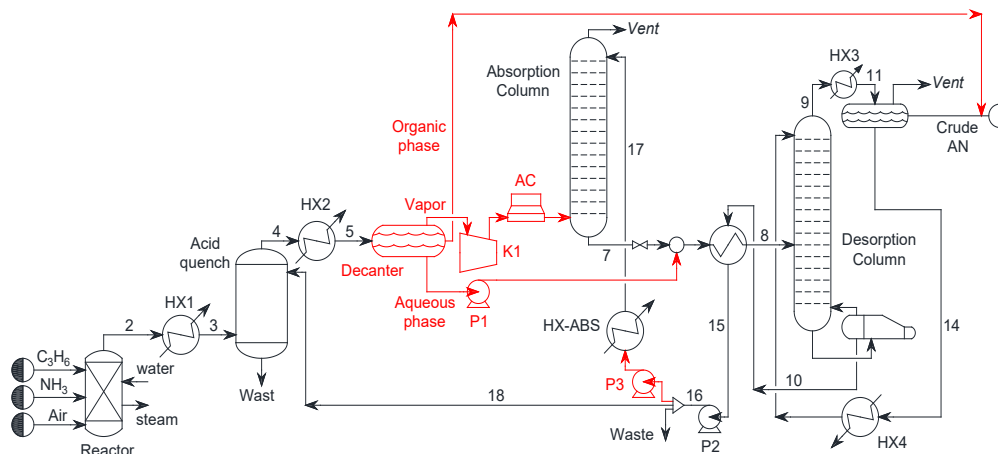 Vent
HX3
11
Absorption
Column
9
Vent
Organic
phase
Crude
AN
17
AC
Vapor
HX2
4
5
Acid
quench
K1
7
8
Decanter
Desorption
Column
Aqueous
phase
P1
HX1
2
3
HX-ABS
15
14
C3H6
water
NH3
P3
10
Air
steam
Wast
18
16
Waste
P2
HX4
Reactor